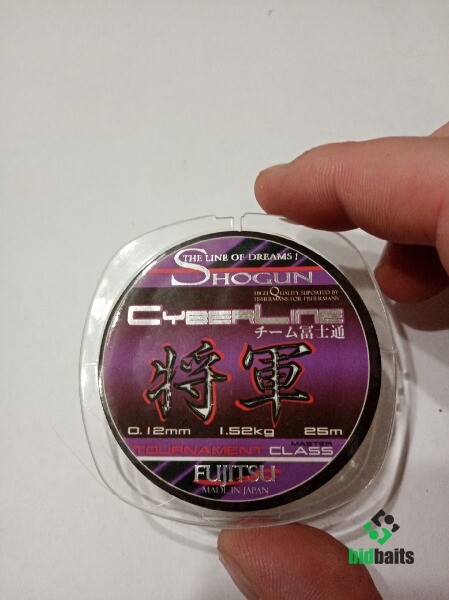 THE LINE OF DREAMS !
SHOGUN
HIGH QUALITY SUPORTED BY
FISHERMANS FOR FISHERMANS
CYBERLINE
チーム冨士通
将軍
0.12mm 1.52kg 25m
TOURNAMENT MASTER CLASS
FUJITSU
MADE IN JAPAN
bidbaits